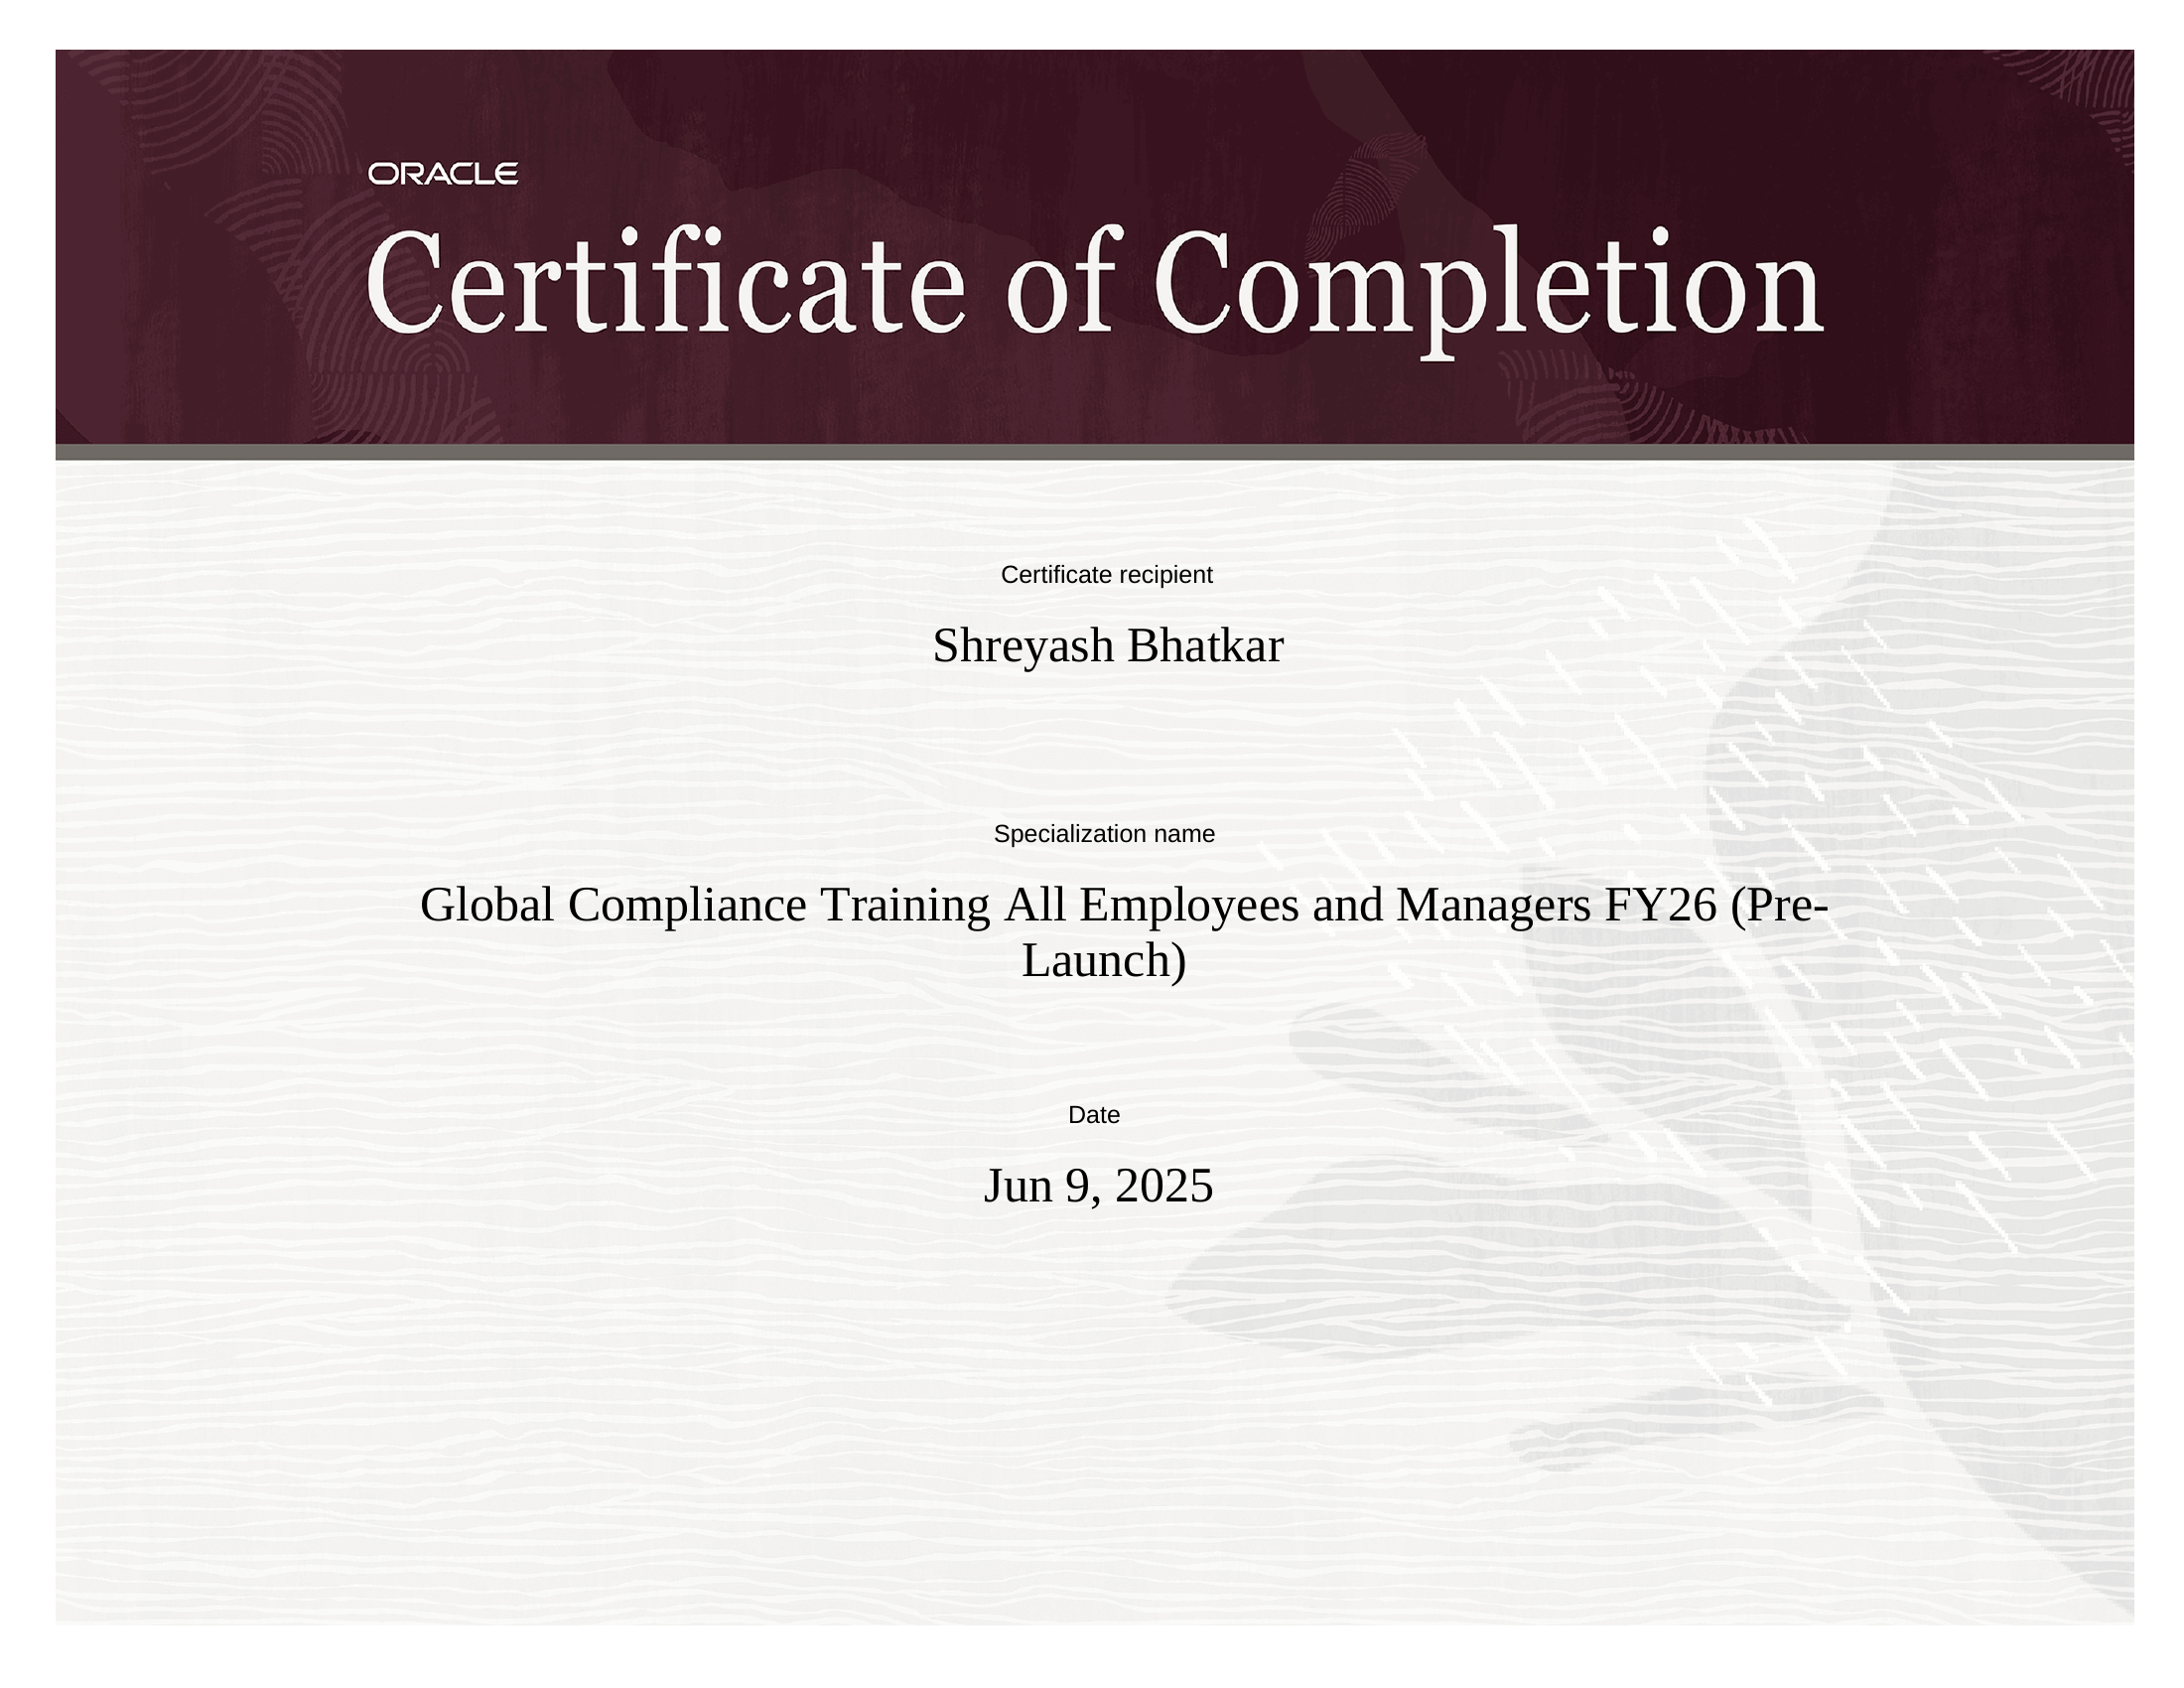 ORACLE
Certificate of Completion
Certificate recipient
Shreyash Bhatkar
Specialization name
Global Compliance Training All Employees and Managers FY26 (Pre-
Launch)
Date
Jun 9, 2025